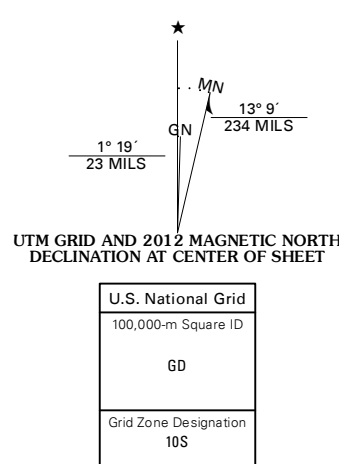 ★
MN
GN
13° 9´
234 MILS
1° 19´
23 MILS
UTM GRID AND 2012 MAGNETIC NORTH
DECLINATION AT CENTER OF SHEET
U.S. National Grid
100,000-m Square ID
GD
Grid Zone Designation
10S